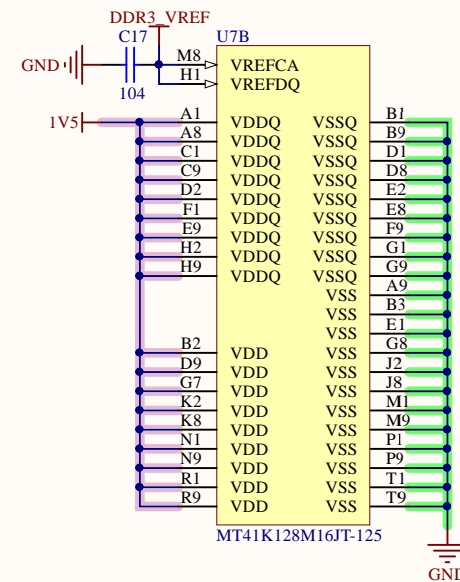 DDR3_VREF
C17
U7B
GND
M8 VREFCA
H1 VREFDQ
104
1V5
A1 VDDQ VSSQ B1
A8 VDDQ VSSQ B9
C1 VDDQ VSSQ D1
C9 VDDQ VSSQ D8
D2 VDDQ VSSQ E2
F1 VDDQ VSSQ E8
E9 VDDQ VSSQ F9
H2 VDDQ VSSQ G1
H9 VDDQ VSSQ G9
VSS A9
VSS B3
VSS E1
B2 VDD VSS G8
D9 VDD VSS J2
G7 VDD VSS J8
K2 VDD VSS M1
K8 VDD VSS M9
N1 VDD VSS P1
N9 VDD VSS P9
R1 VDD VSS T1
R9 VDD VSS T9
MT41K128M16JT-125
GND